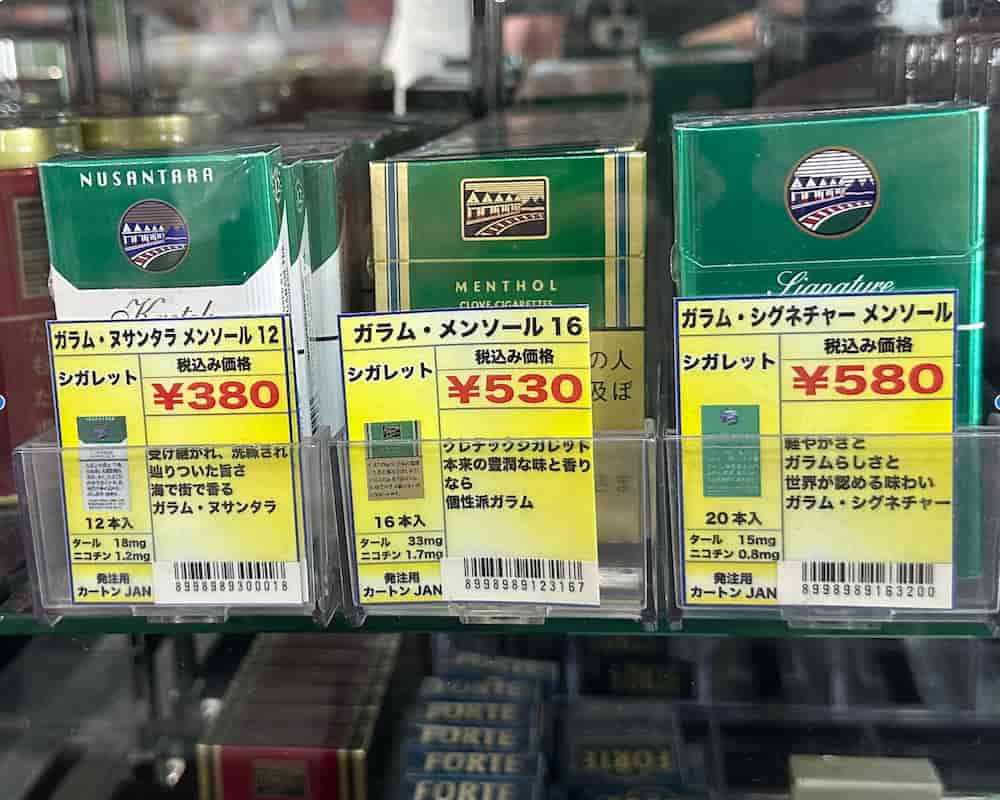 NUSANTARA
ガラム・ヌサンタラ メンソール 12
シガレット
税込み価格
¥380
受け継がれ、洗練され
辿りついた旨さ
海で街で香る
ガラム・ヌサンタラ
12本入
タール 18mg
ニコチン 1.2mg
発注用
カートン JAN
8998989300018
MENTHOL
CLOVE CIGARETTES
の人
及ぼ
ガラム・メンソール 16
シガレット
税込み価格
¥530
クレテックシガレット
本来の豊潤な味と香り
なら
個性派ガラム
16本入
タール 33mg
ニコチン 1.7mg
発注用
カートン JAN
8998989123167
Signature
ガラム・シグネチャー メンソール
シガレット
税込み価格
¥580
軽やかさと
ガラムらしさと
世界が認める味わい
ガラム・シグネチャー
20本入
タール 15mg
ニコチン 0.8mg
発注用
カートン JAN
8998989163200
FORTE
FORTE
FORTE
FORTE
FORTE
FORTE